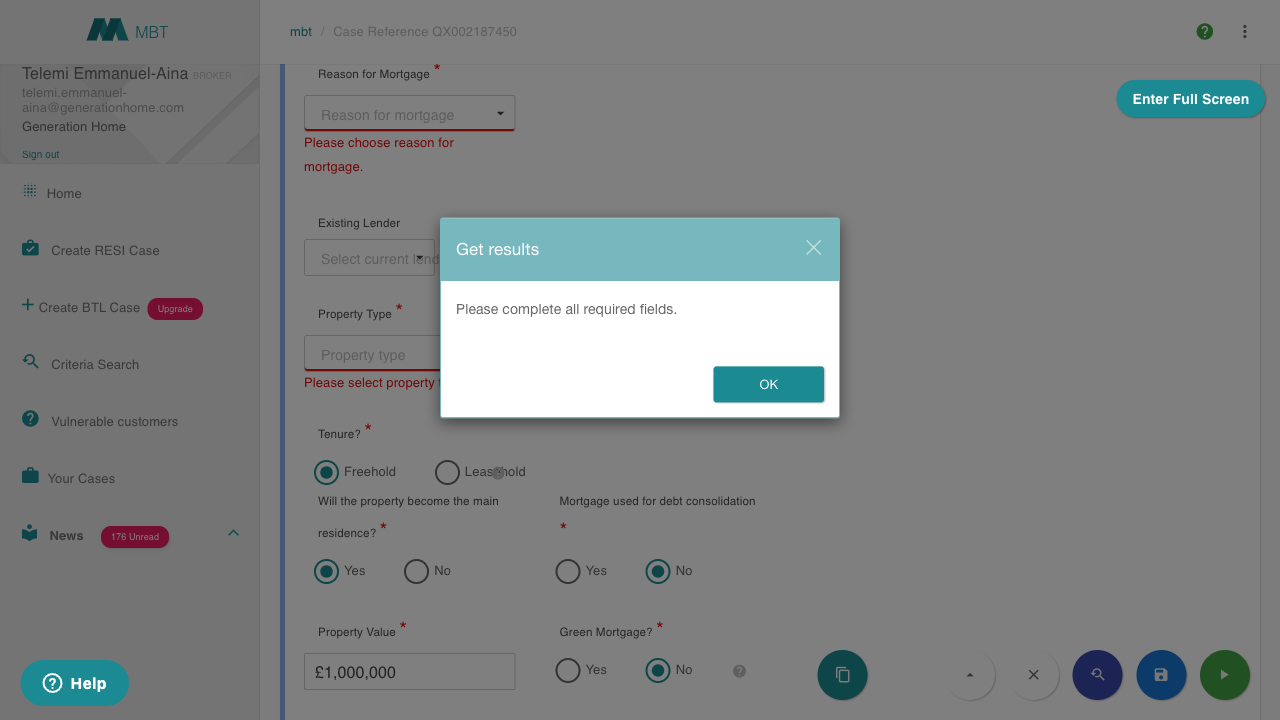 MBT
mbt / Case Reference QX002187450
Telemi Emmanuel-Aina BROKER
telemi.emmanuel-
aina@generationhome.com
Generation Home
Sign out
Home
Create RESI Case
Create BTL Case Upgrade
Criteria Search
Vulnerable customers
Your Cases
News 176 Unread
Help
Enter Full Screen
Reason for Mortgage *
Reason for mortgage
Please choose reason for
mortgage.
Existing Lender
Select current lend
Property Type *
Property type
Please select property
Get results
Please complete all required fields.
OK
Tenure? *
Freehold Leasehold
Will the property become the main
residence? *
Yes No
Mortgage used for debt consolidation
*
Yes No
Property Value *
£1,000,000
Green Mortgage? *
Yes No